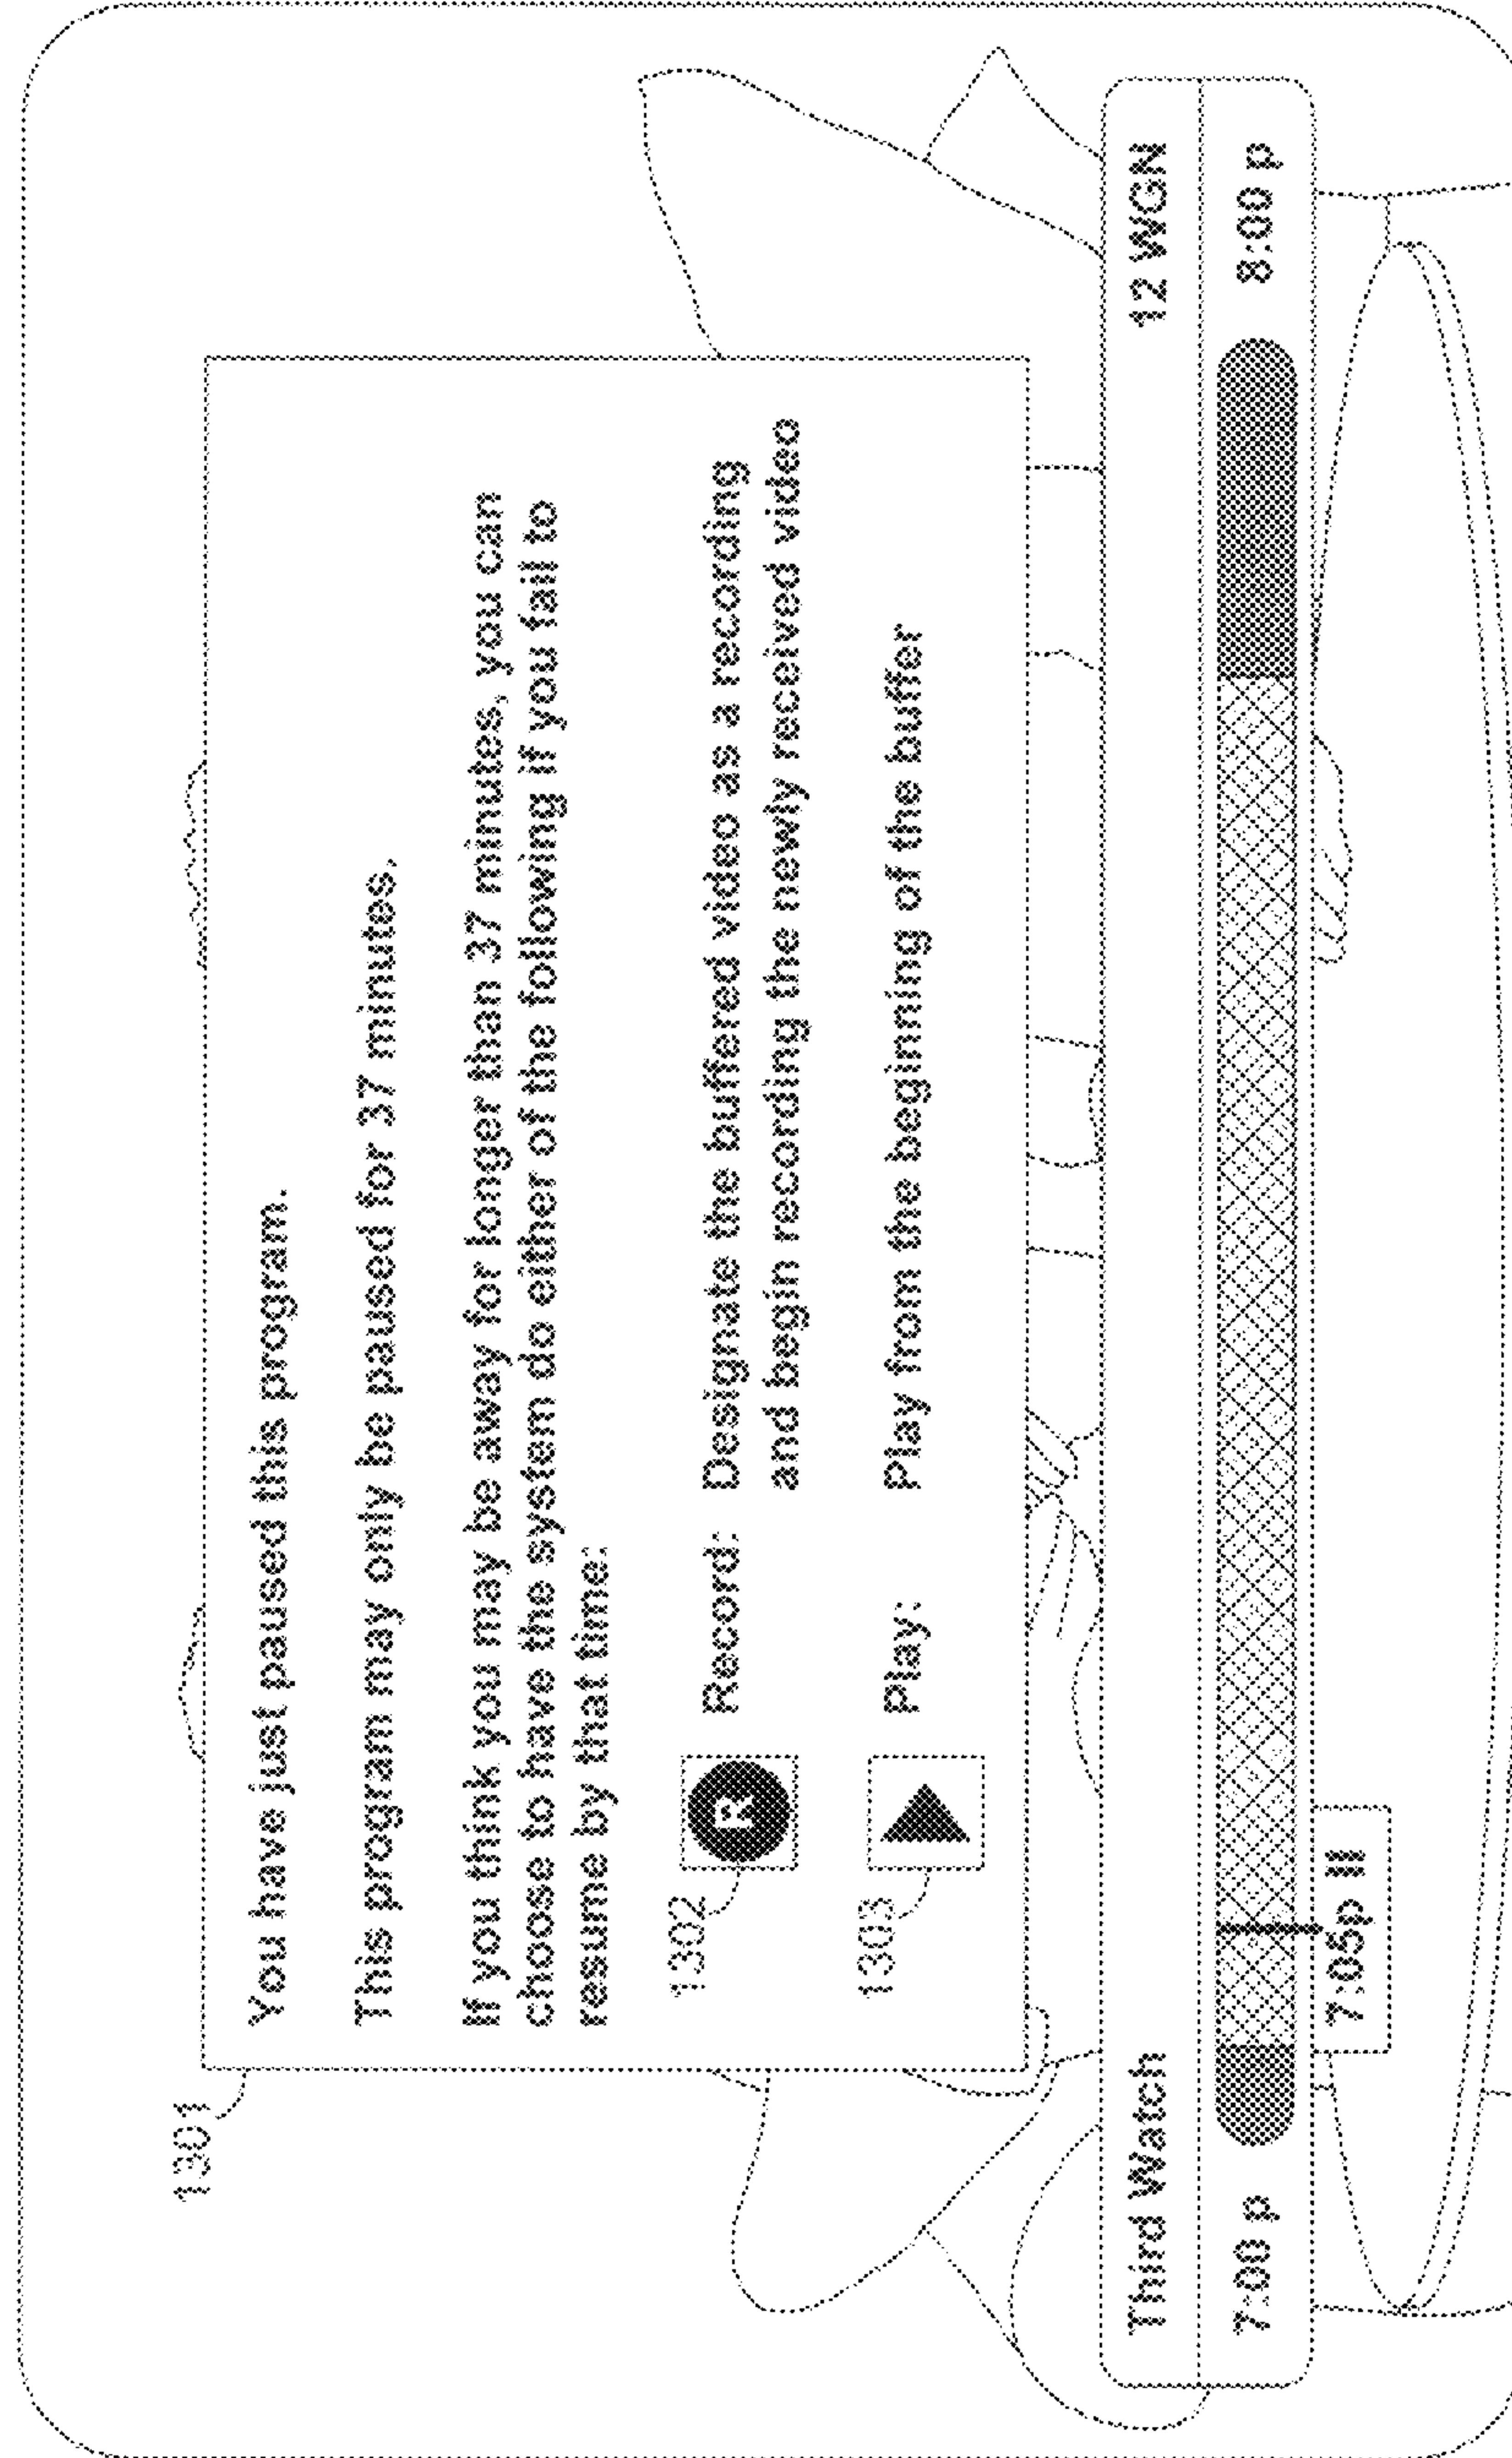 1301
You have just paused this program.
This program may only be paused for 37 minutes.
If you think you may be away for longer than 37 minutes, you can
choose to have the system do either of the following if you fail to
resume by that time:
1302
R Record: Designate the buffered video as a recording
and begin recording the newly received video
1303
Play: Play from the beginning of the buffer
Third Watch 12 WGN
7:00 p 8:00 p
7:05p II